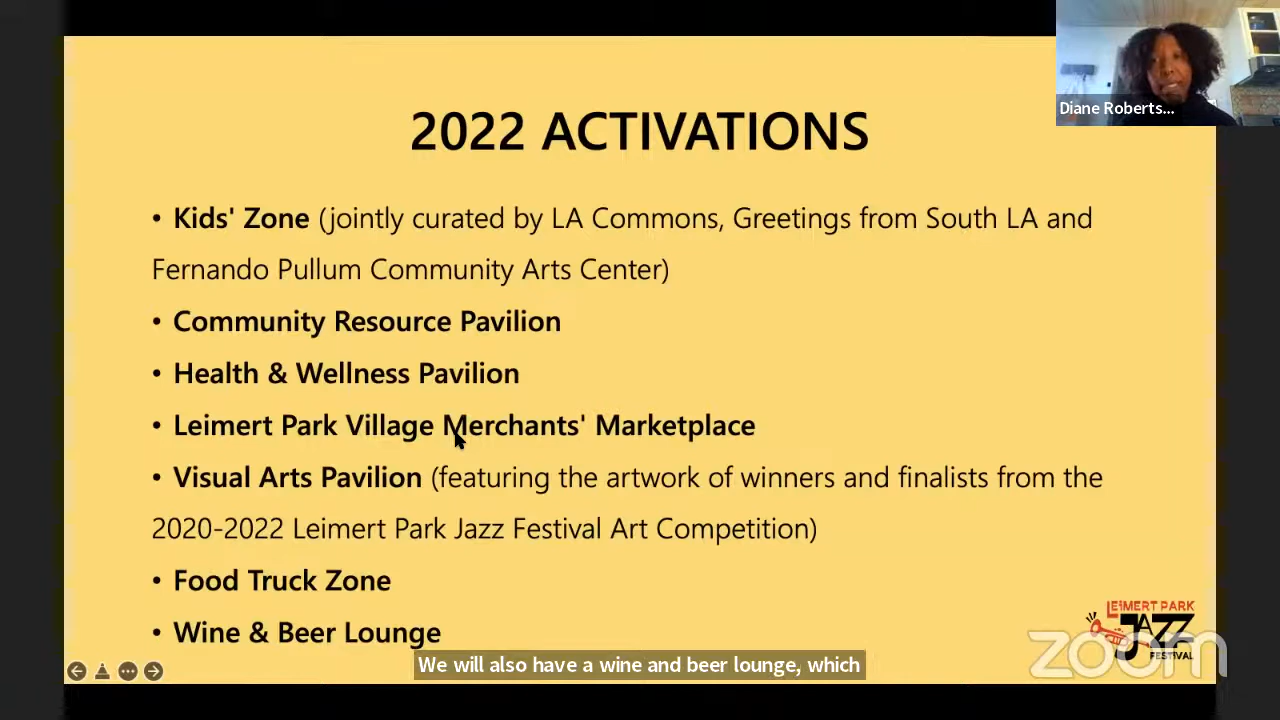 Diane Roberts...
2022 ACTIVATIONS
• Kids' Zone (jointly curated by LA Commons, Greetings from South LA and
Fernando Pullum Community Arts Center)
• Community Resource Pavilion
• Health & Wellness Pavilion
• Leimert Park Village Merchants' Marketplace
• Visual Arts Pavilion (featuring the artwork of winners and finalists from the
2020-2022 Leimert Park Jazz Festival Art Competition)
• Food Truck Zone
• Wine & Beer Lounge
LEIMERT PARK
JAZZ
FESTIVAL
zoom
We will also have a wine and beer lounge, which